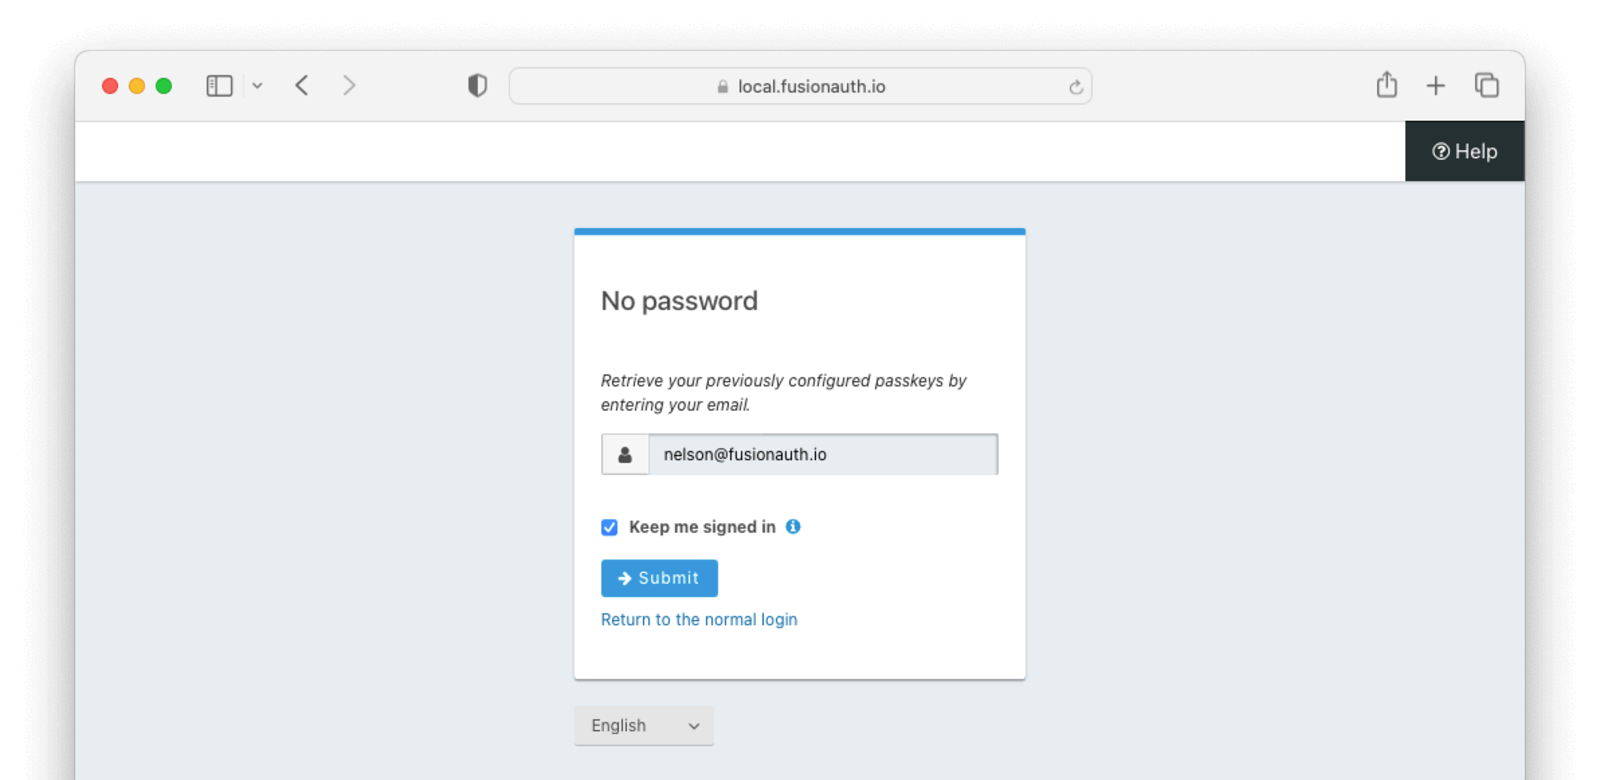 local.fusionauth.io
Help
No password
Retrieve your previously configured passkeys by
entering your email.
nelson@fusionauth.io
Keep me signed in
Submit
Return to the normal login
English